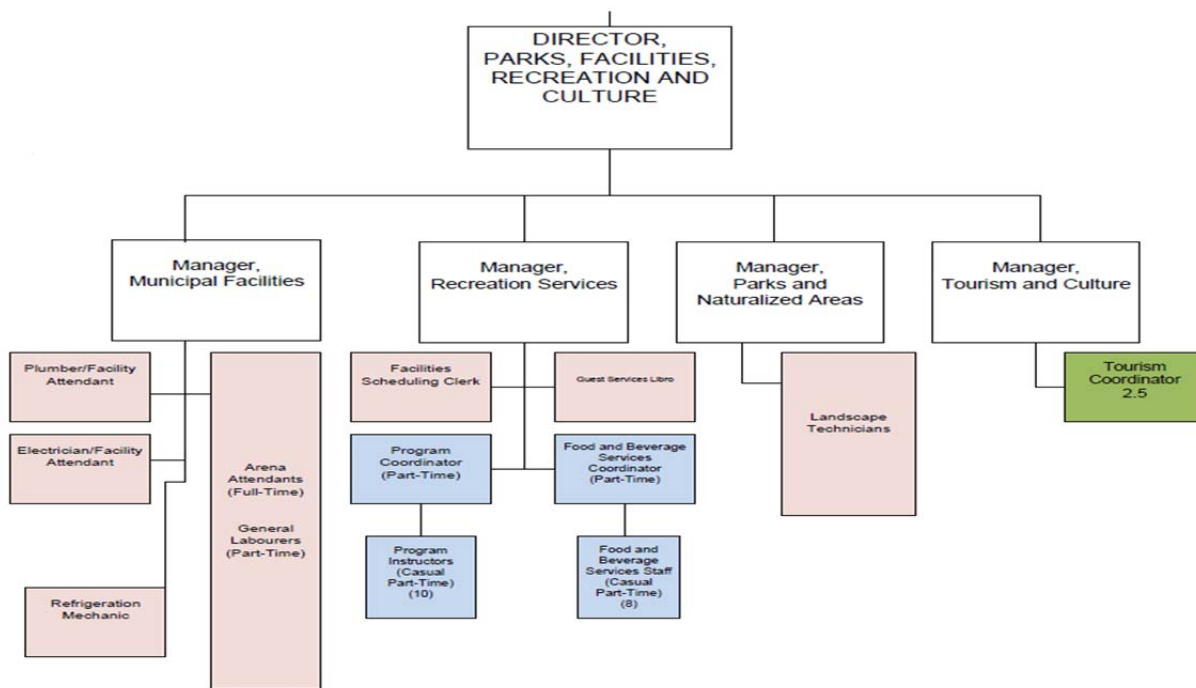 DIRECTOR,
PARKS, FACILITIES,
RECREATION AND
CULTURE
Manager,
Municipal Facilities
Manager,
Recreation Services
Manager,
Parks and
Naturalized Areas
Manager,
Tourism and Culture
Plumber/Facility
Attendant
Electrician/Facility
Attendant
Refrigeration
Mechanic
Arena
Attendants
(Full-Time)
General
Labourers
(Part-Time)
Facilities
Scheduling Clerk
Guest Services Libro
Program
Coordinator
(Part-Time)
Food and Beverage
Services
Coordinator
(Part-Time)
Program
Instructors
(Casual
Part-Time)
(10)
Food and
Beverage
Services Staff
(Casual
Part-Time)
(8)
Landscape
Technicians
Tourism
Coordinator
2.5